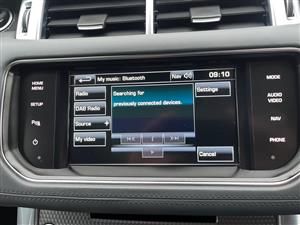 My music: Bluetooth
Nav
09:10
HOME
MENU
SETUP
Radio
DAB Radio
Source
My video
Searching for
previously connected devices.
Settings
Cancel
MODE
AUDIO
VIDEO
NAV
PHONE